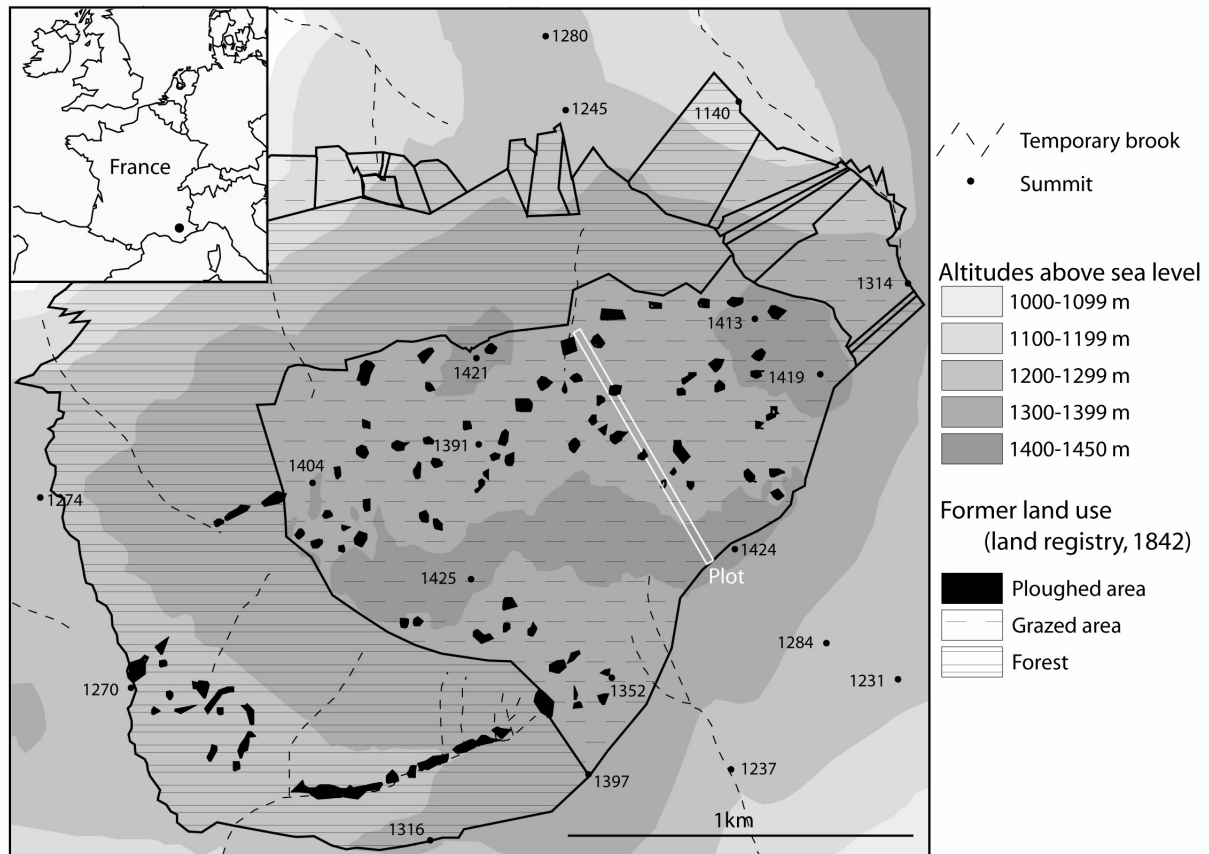 France
1280
1245
1140
1314
1413
1421
1419
1391
1404
1274
1424
1425
Plot
1284
1270
1352
1231
1237
1397
1316
1km
Temporary brook
Summit
Altitudes above sea level
1000-1099 m
1100-1199 m
1200-1299 m
1300-1399 m
1400-1450 m
Former land use
(land registry, 1842)
Ploughed area
Grazed area
Forest